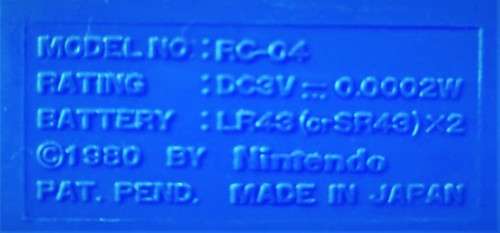 MODEL NO : RC-04
RATING : DC3V ⎓ 0.0002W
BATTERY : LR43 (or SR43) × 2
©1980 BY Nintendo
PAT. PEND. MADE IN JAPAN